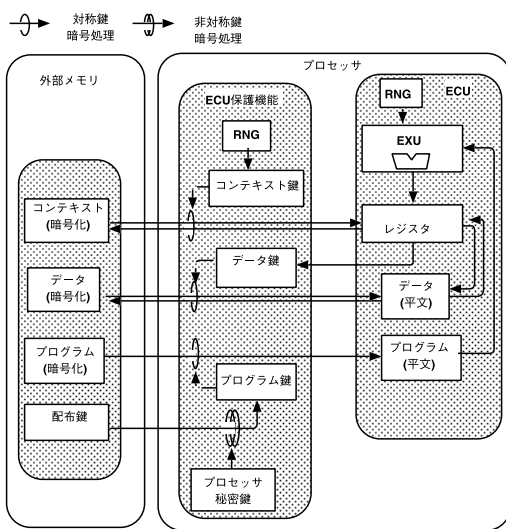 対称鍵
暗号処理
非対称鍵
暗号処理
外部メモリ
プロセッサ
ECU保護機能
RNG
ECU
RNG
EXU
コンテキスト鍵
コンテキスト
(暗号化)
レジスタ
データ鍵
データ
(暗号化)
データ
(平文)
プログラム
(暗号化)
プログラム
(平文)
プログラム鍵
配布鍵
プロセッサ
秘密鍵